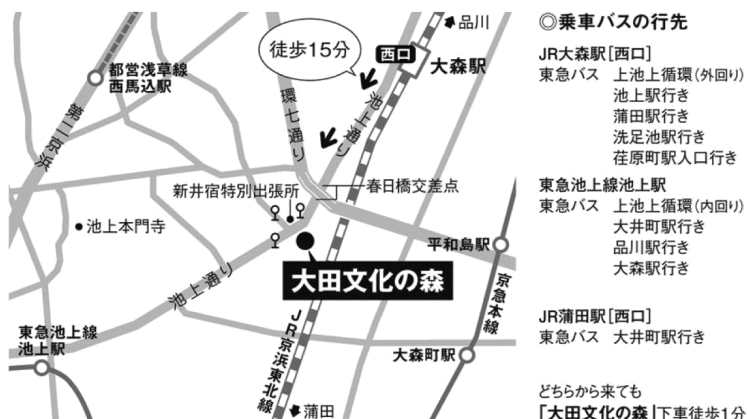 品川
徒歩15分
西口
大森駅
都営浅草線
西馬込駅
第二京浜
環七通り
池上通り
新井宿特別出張所
春日橋交差点
池上本門寺
平和島駅
大田文化の森
池上通り
京急本線
JR京浜東北線
東急池上線
池上駅
大森町駅
蒲田
◎乗車バスの行先
JR大森駅[西口]
東急バス 上池上循環(外回り)
池上駅行き
蒲田駅行き
洗足池駅行き
荏原町駅入口行き
東急池上線池上駅
東急バス 上池上循環(内回り)
大井町駅行き
品川駅行き
大森駅行き
JR蒲田駅[西口]
東急バス 大井町駅行き
どちらから来ても
「大田文化の森」下車徒歩1分